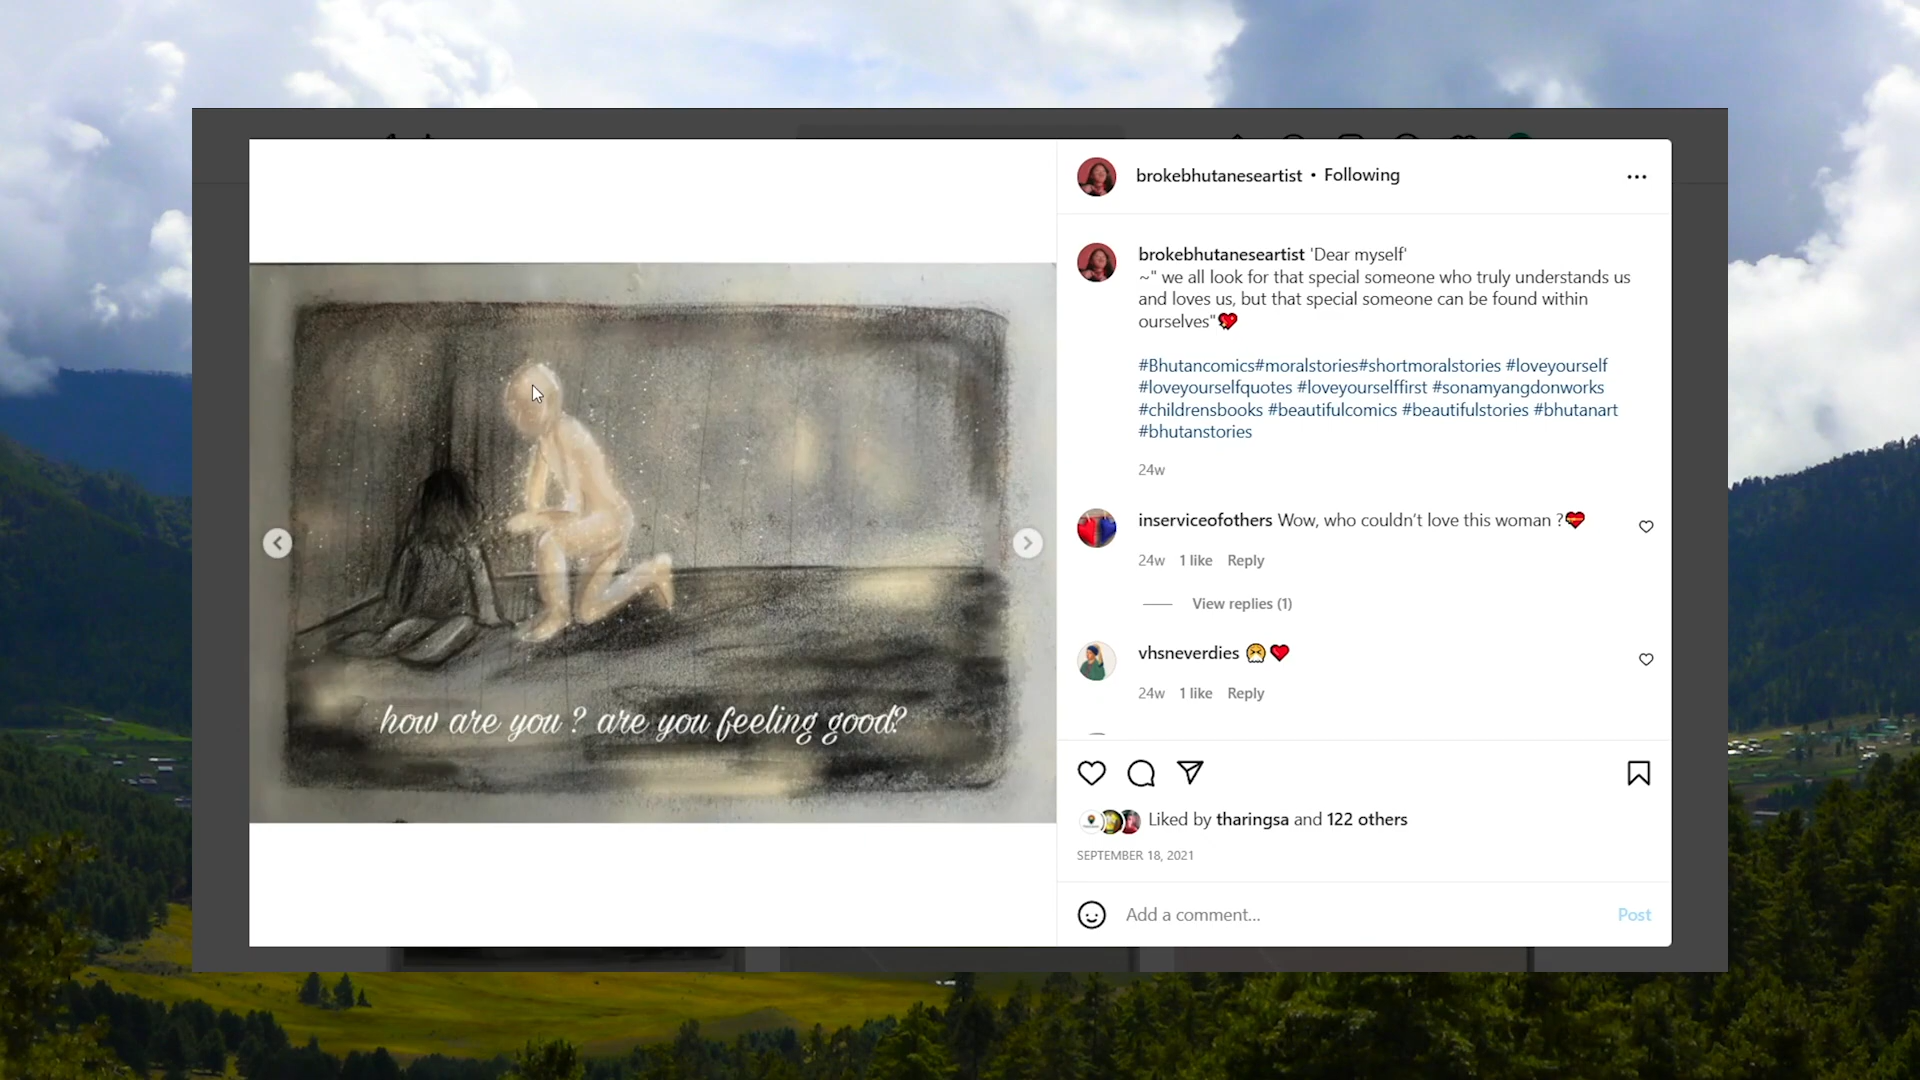 how are you ? are you feeling good?
brokebhutaneseartist • Following
brokebhutaneseartist 'Dear myself'
~" we all look for that special someone who truly understands us
and loves us, but that special someone can be found within
ourselves"💘
#Bhutancomics#moralstories#shortmoralstories #loveyourself
#loveyourselfquotes #loveyourselffirst #sonamyangdonworks
#childrensbooks #beautifulcomics #beautifulstories #bhutanart
#bhutanstories
24w
inserviceofothers Wow, who couldn’t love this woman ?💝
24w 1 like Reply
View replies (1)
vhsneverdies 😭❤️
24w 1 like Reply
Liked by tharingsa and 122 others
SEPTEMBER 18, 2021
Add a comment...
Post